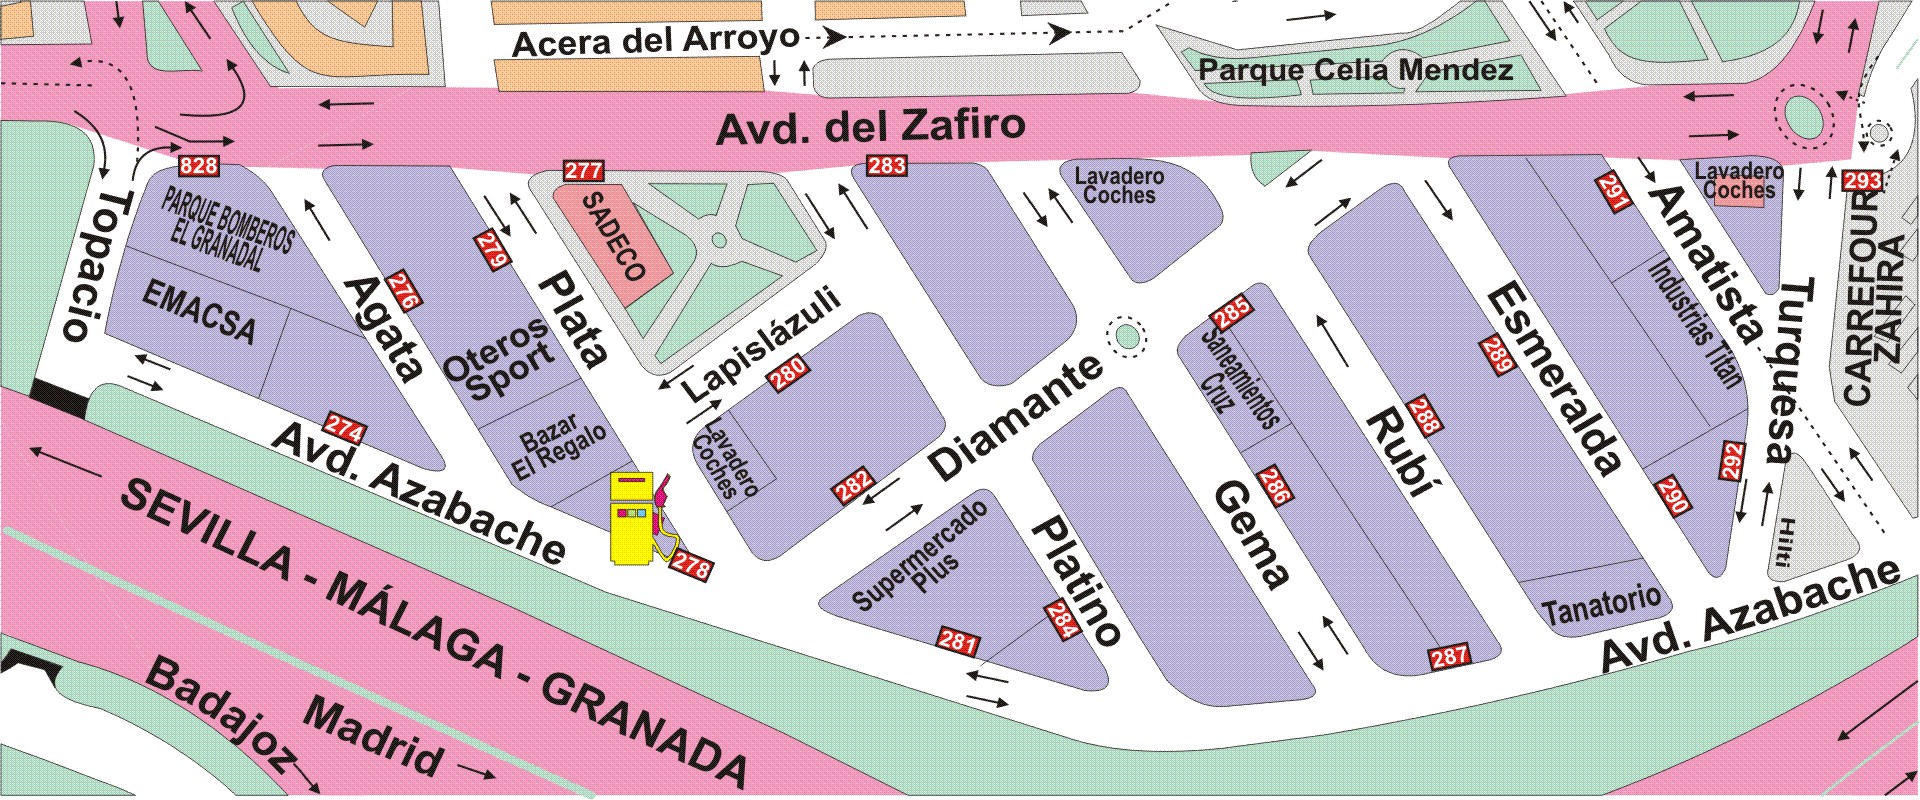 Acera del Arroyo
Parque Celia Mendez
Avd. del Zafiro
828
277
283
Lavadero
Coches
291
Lavadero
Coches
293
Topacio
PARQUE BOMBEROS
EL GRANADAL
EMACSA
Agata
276
279
Plata
SADECO
Oteros
Sport
Lapislázuli
280
285
Saneamientos
Cruz
289
Esmeralda
Industrias Titán
Amatista
Turquesa
CARREFOUR
ZAHIRA
274
Avd. Azabache
Bazar
El Regalo
Lavadero
Coches
282
Diamante
286
Rubí
288
292
290
278
Supermercado
Plus
Platino
Gema
Hilti
284
281
287
Tanatorio
Avd. Azabache
SEVILLA - MÁLAGA - GRANADA
Badajoz
Madrid